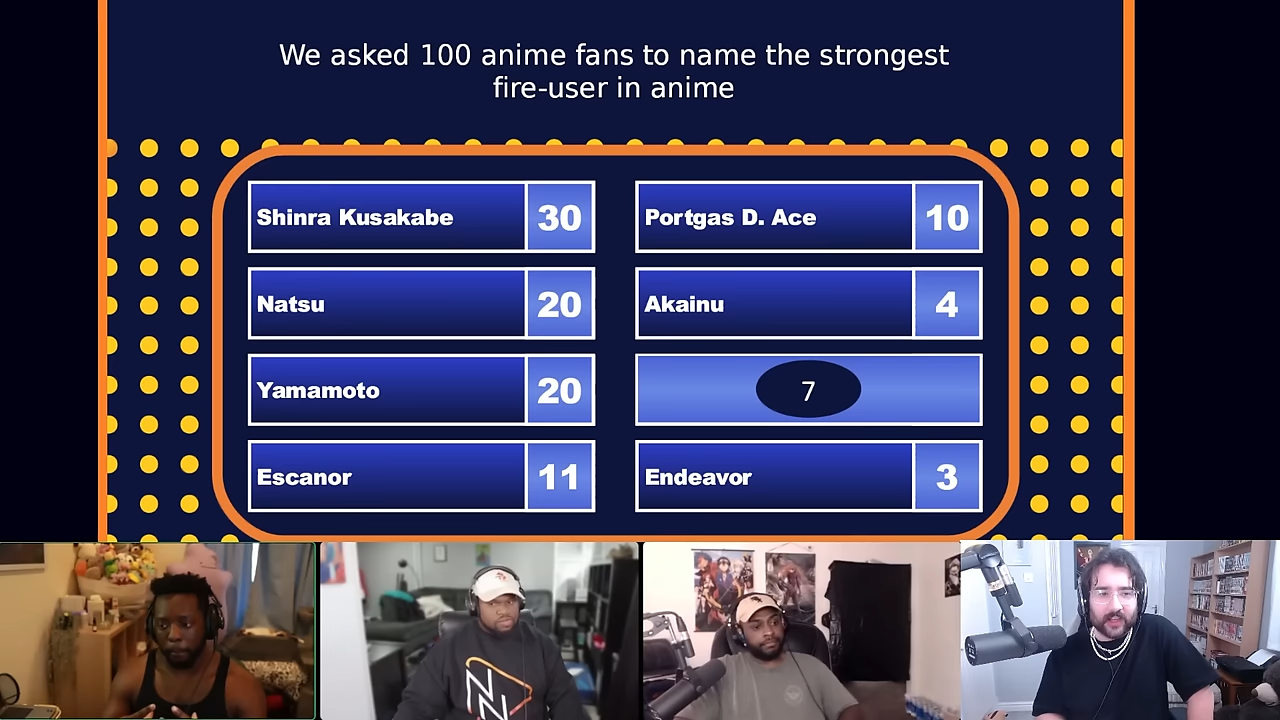 We asked 100 anime fans to name the strongest
fire-user in anime
Shinra Kusakabe 30
Portgas D. Ace 10
Natsu 20
Akainu 4
Yamamoto 20
7
Escanor 11
Endeavor 3